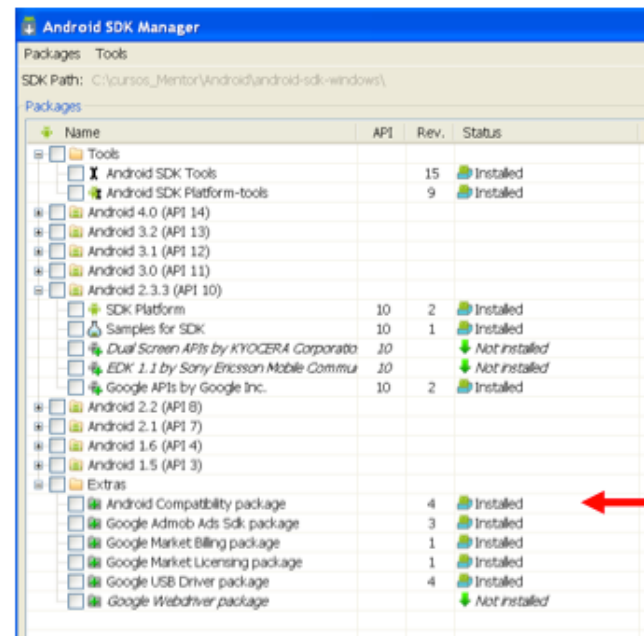 Android SDK Manager
Packages Tools
SDK Path: C:\cursos_Mentor\Android\android-sdk-windows\
Packages
Name API Rev. Status
Tools
Android SDK Tools 15 Installed
Android SDK Platform-tools 9 Installed
Android 4.0 (API 14)
Android 3.2 (API 13)
Android 3.1 (API 12)
Android 3.0 (API 11)
Android 2.3.3 (API 10)
SDK Platform 10 2 Installed
Samples for SDK 10 1 Installed
Dual Screen APIs by KYOCERA Corporatio 10 Not installed
EDK 1.1 by Sony Ericsson Mobile Commu 10 Not installed
Google APIs by Google Inc. 10 2 Installed
Android 2.2 (API 8)
Android 2.1 (API 7)
Android 1.6 (API 4)
Android 1.5 (API 3)
Extras
Android Compatibility package 4 Installed
Google Admob Ads Sdk package 3 Installed
Google Market Billing package 1 Installed
Google Market Licensing package 1 Installed
Google USB Driver package 4 Installed
Google Webdriver package Not installed